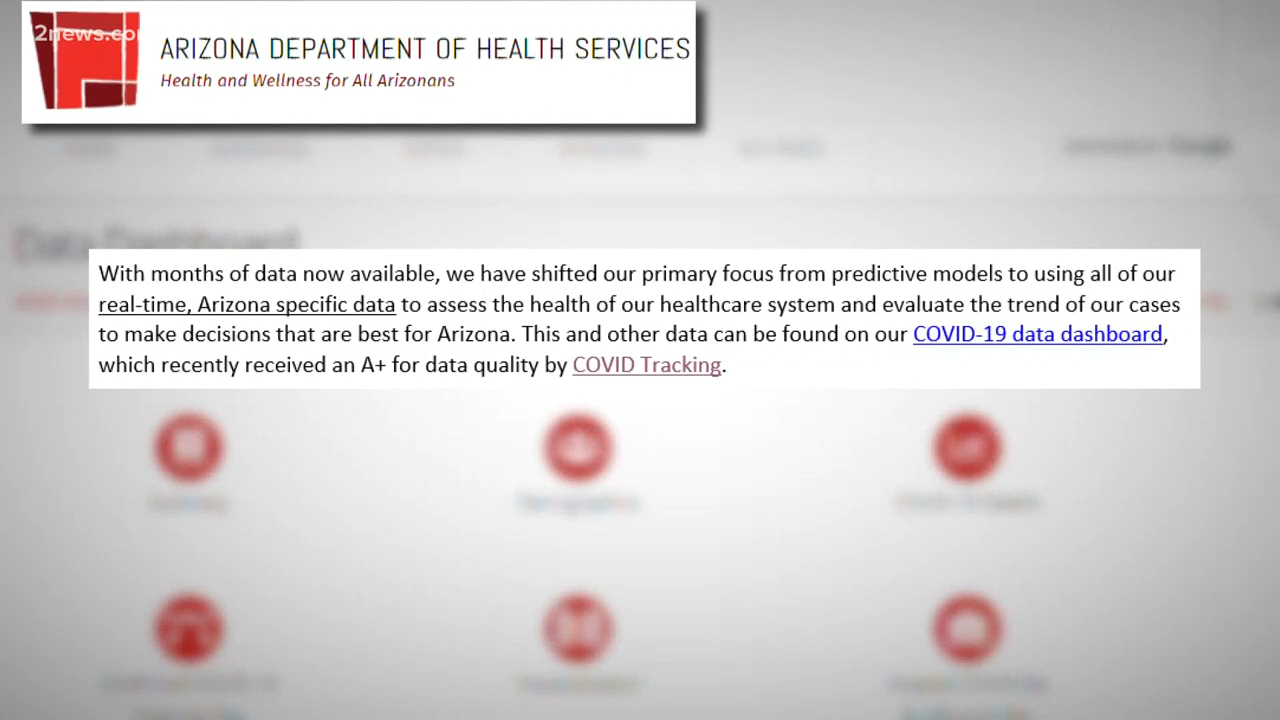 2news.co
ARIZONA DEPARTMENT OF HEALTH SERVICES
Health and Wellness for All Arizonans
Data Dashboard
With months of data now available, we have shifted our primary focus from predictive models to using all of our
real-time, Arizona specific data to assess the health of our healthcare system and evaluate the trend of our cases
to make decisions that are best for Arizona. This and other data can be found on our COVID-19 data dashboard,
which recently received an A+ for data quality by COVID Tracking.